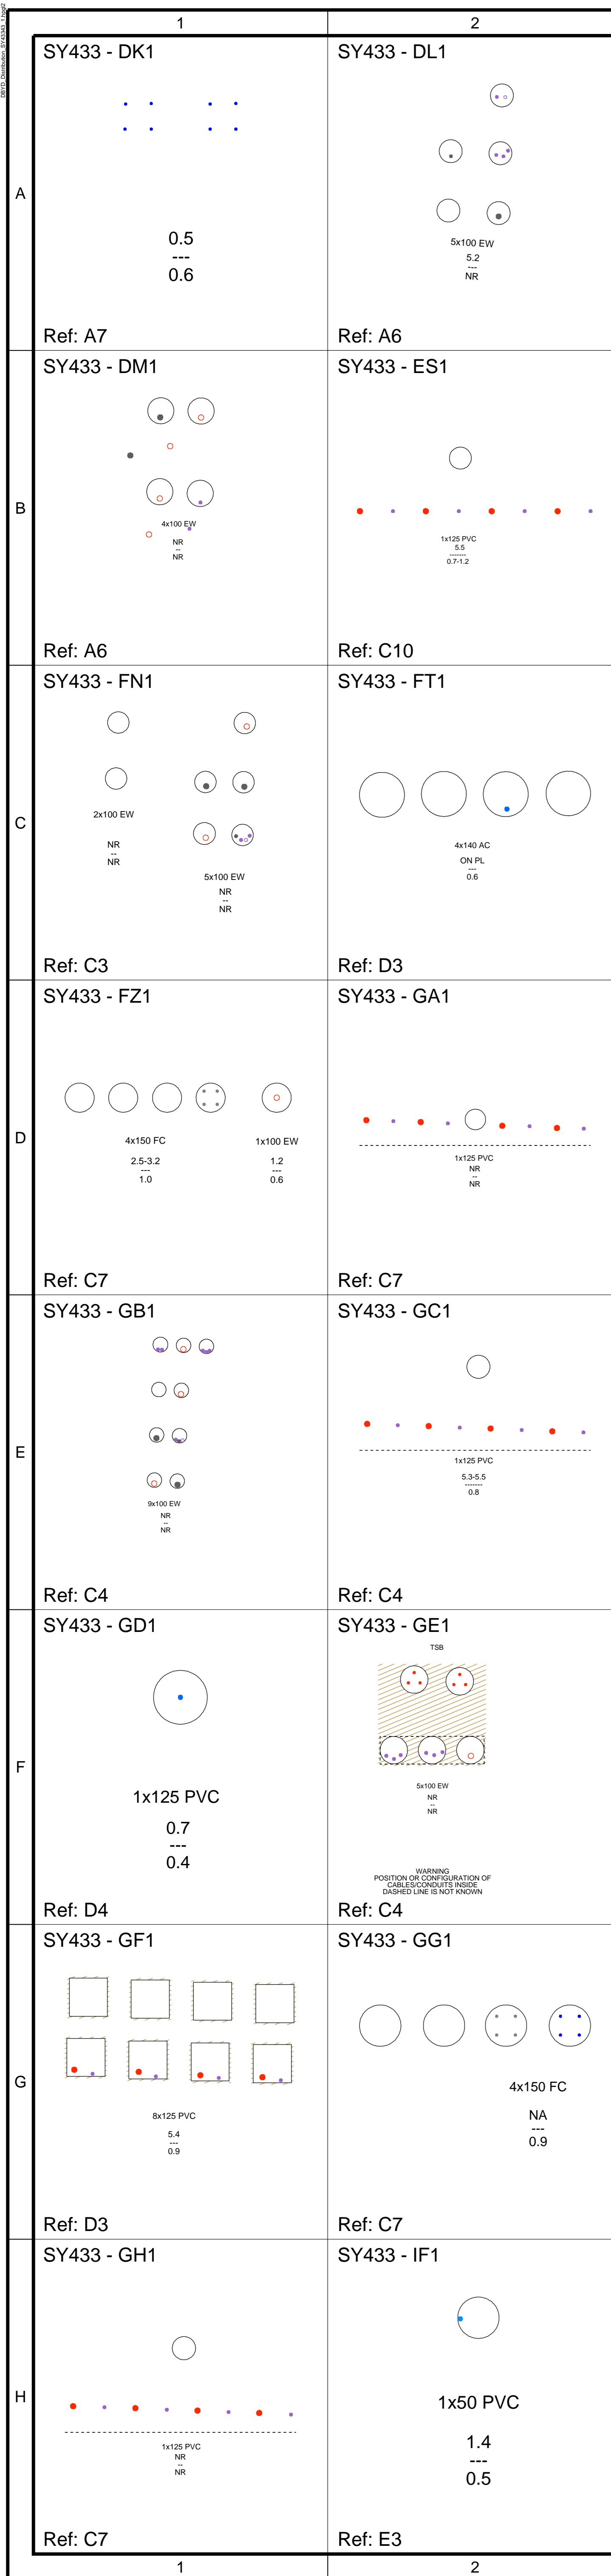 DBYD_Distribution_SY43343_1.hpgl2
1
2
A
SY433 - DK1
0.5
---
0.6
Ref: A7
SY433 - DL1
5x100 EW
5.2
---
NR
Ref: A6
B
SY433 - DM1
4x100 EW
NR
--
NR
Ref: A6
SY433 - ES1
1x125 PVC
5.5
-------
0.7-1.2
Ref: C10
C
SY433 - FN1
2x100 EW
NR
--
NR
5x100 EW
NR
--
NR
Ref: C3
SY433 - FT1
4x140 AC
ON PL
---
0.6
Ref: D3
D
SY433 - FZ1
4x150 FC
2.5-3.2
---
1.0
1x100 EW
1.2
---
0.6
Ref: C7
SY433 - GA1
1x125 PVC
NR
--
NR
Ref: C7
E
SY433 - GB1
9x100 EW
NR
--
NR
Ref: C4
SY433 - GC1
1x125 PVC
5.3-5.5
-------
0.8
Ref: C4
F
SY433 - GD1
1x125 PVC
0.7
---
0.4
Ref: D4
SY433 - GE1
TSB
5x100 EW
NR
--
NR
WARNING
POSITION OR CONFIGURATION OF
CABLES/CONDUITS INSIDE
DASHED LINE IS NOT KNOWN
Ref: C4
G
SY433 - GF1
8x125 PVC
5.4
---
0.9
Ref: D3
SY433 - GG1
4x150 FC
NA
---
0.9
Ref: C7
H
SY433 - GH1
1x125 PVC
NR
--
NR
Ref: C7
SY433 - IF1
1x50 PVC
1.4
---
0.5
Ref: E3
1
2